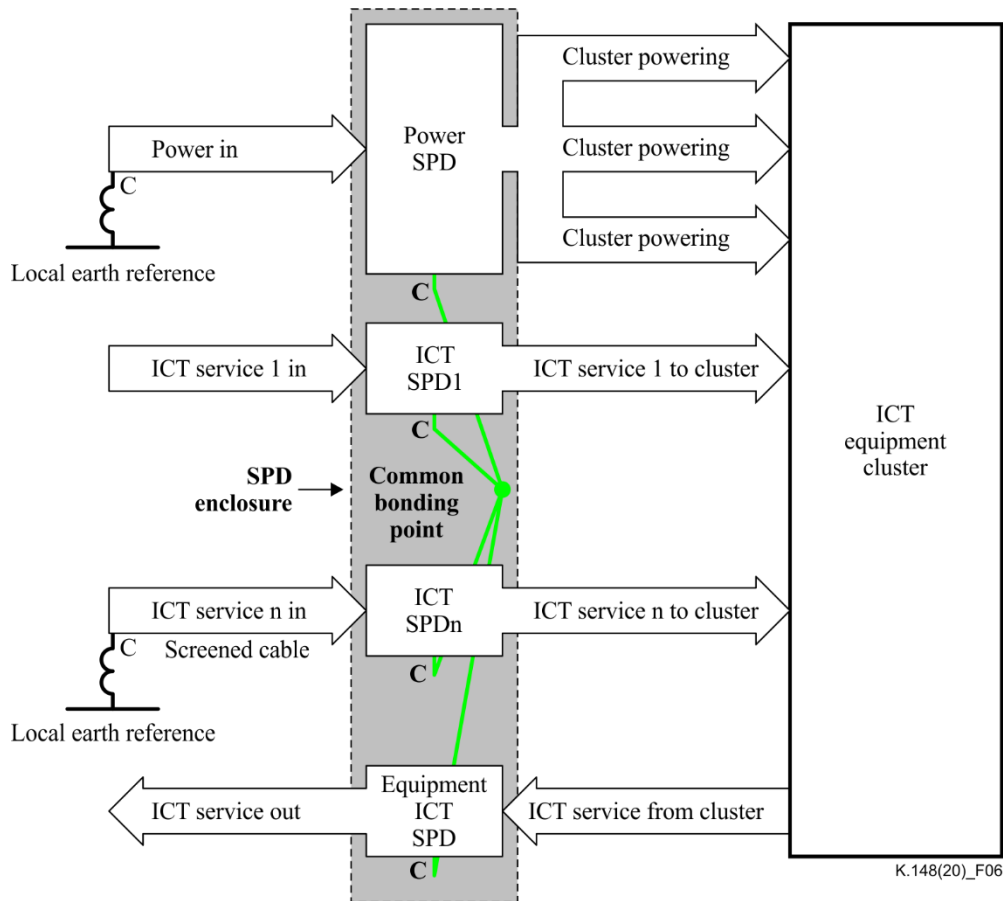 Cluster powering
Power in
Power
SPD
Cluster powering
C
Cluster powering
Local earth reference
C
ICT service 1 in
ICT
SPD1
ICT service 1 to cluster
C
ICT
equipment
cluster
SPD
enclosure
Common
bonding
point
ICT service n in
ICT
SPDn
ICT service n to cluster
C
Screened cable
C
Local earth reference
ICT service out
Equipment
ICT
SPD
ICT service from cluster
C
K.148(20)_F06